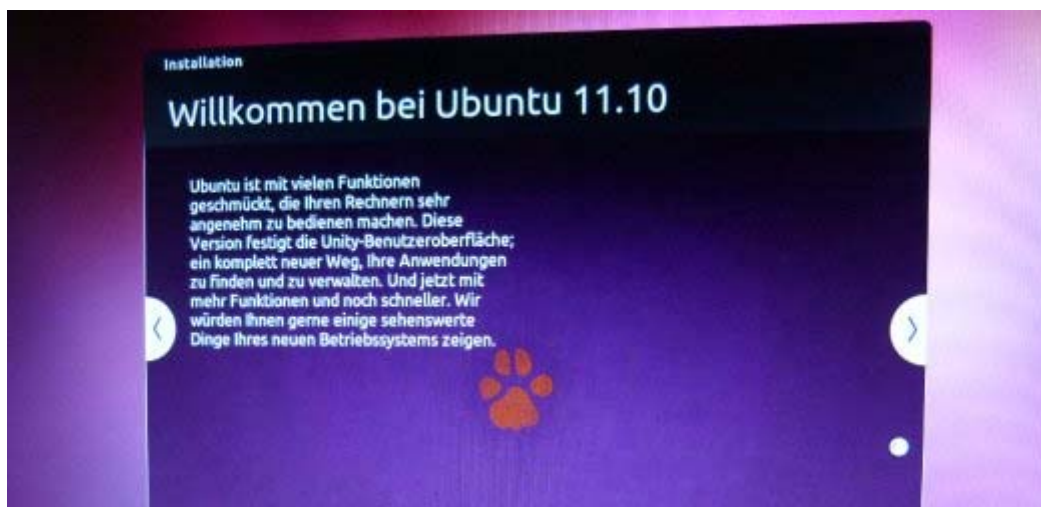 Installation
Willkommen bei Ubuntu 11.10
Ubuntu ist mit vielen Funktionen
geschmückt, die Ihren Rechnern sehr
angenehm zu bedienen machen. Diese
Version festigt die Unity-Benutzeroberfläche;
ein komplett neuer Weg, Ihre Anwendungen
zu finden und zu verwalten. Und jetzt mit
mehr Funktionen und noch schneller. Wir
würden Ihnen gerne einige sehenswerte
Dinge Ihres neuen Betriebssystems zeigen.